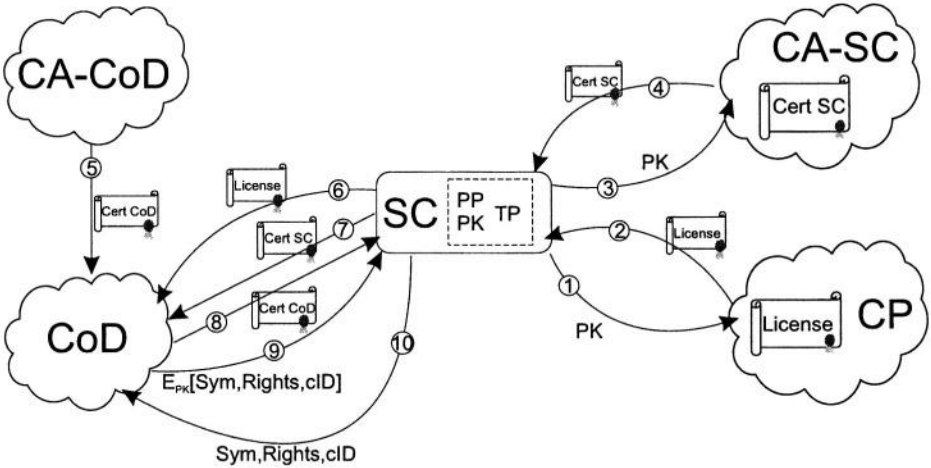 CA-CoD
CA-SC
Cert SC
Cert SC
4
5
PK
3
License
6
Cert CoD
SC
PP
PK
TP
2
License
7
Cert SC
1
8
Cert CoD
CoD
License
CP
PK
9
10
E_PK[Sym,Rights,cID]
Sym,Rights,cID